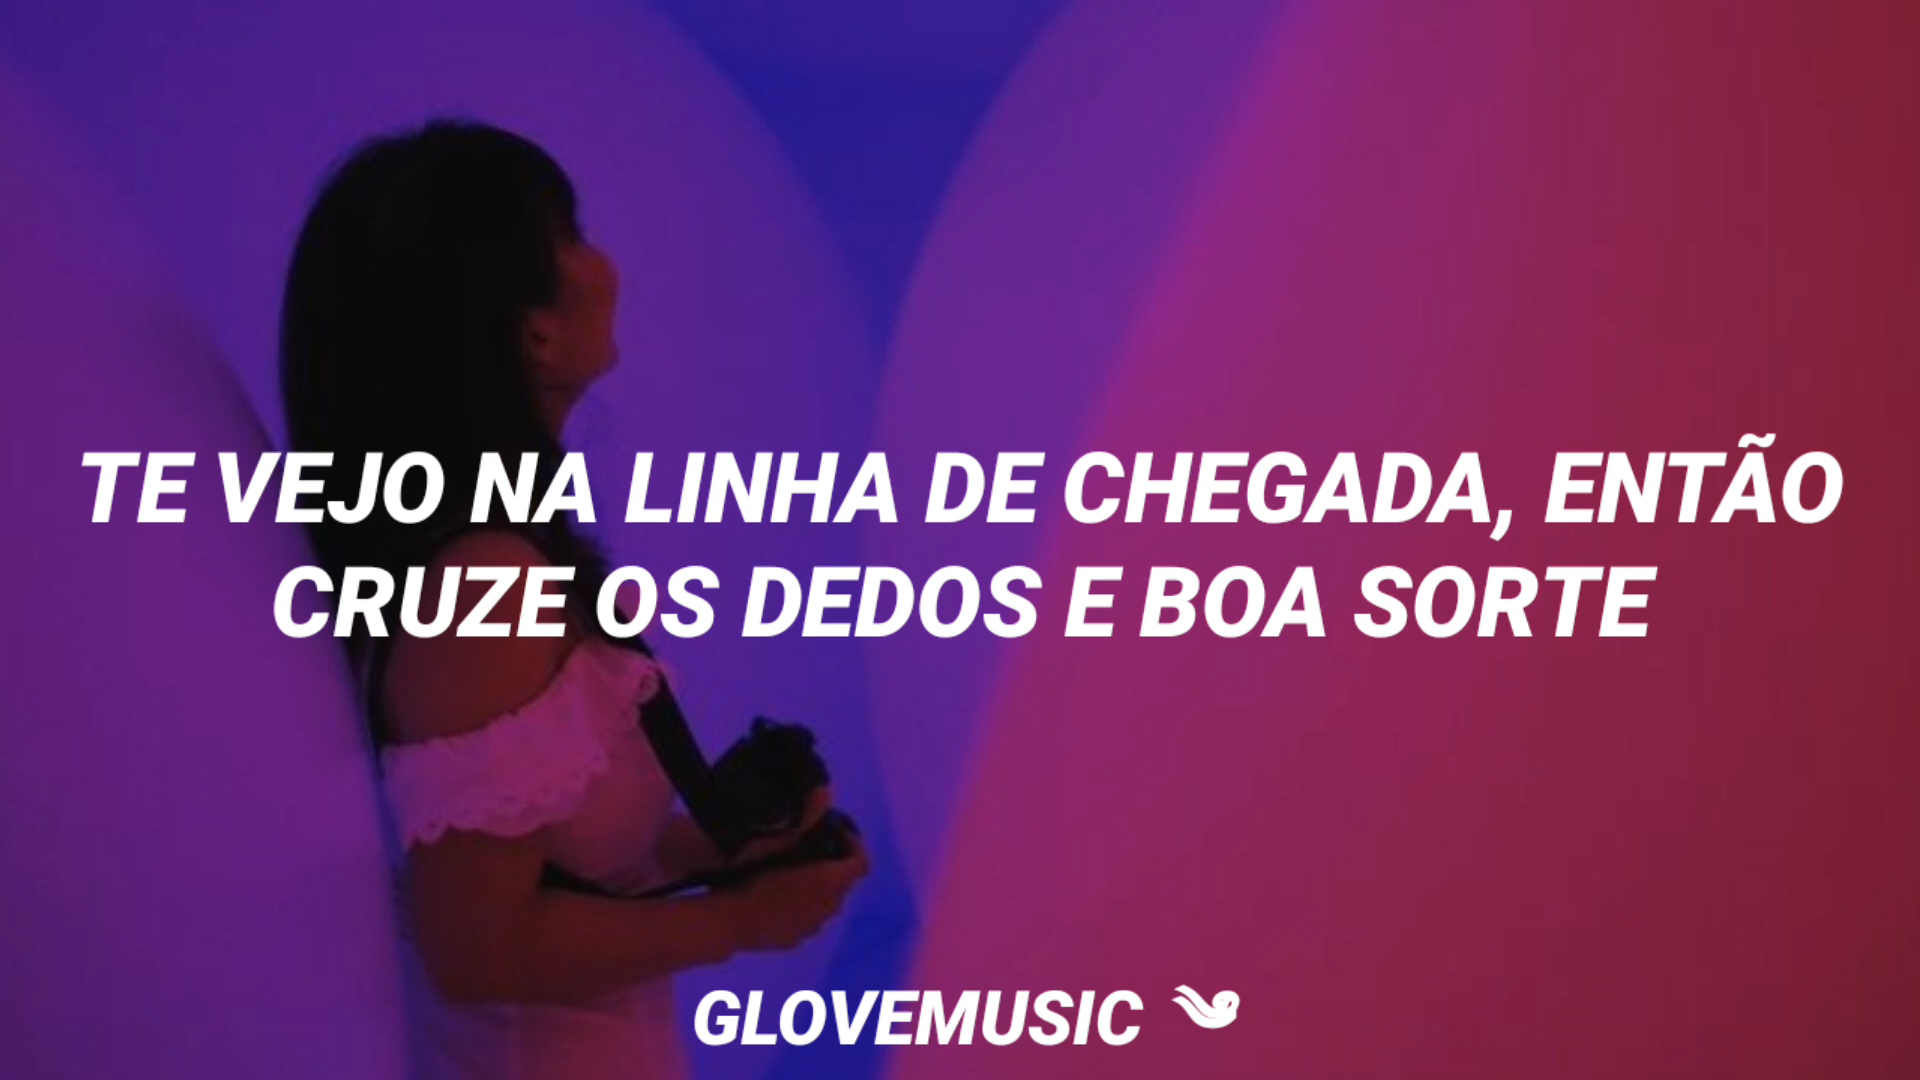 TE VEJO NA LINHA DE CHEGADA, ENTÃO
CRUZE OS DEDOS E BOA SORTE
GLOVEMUSIC